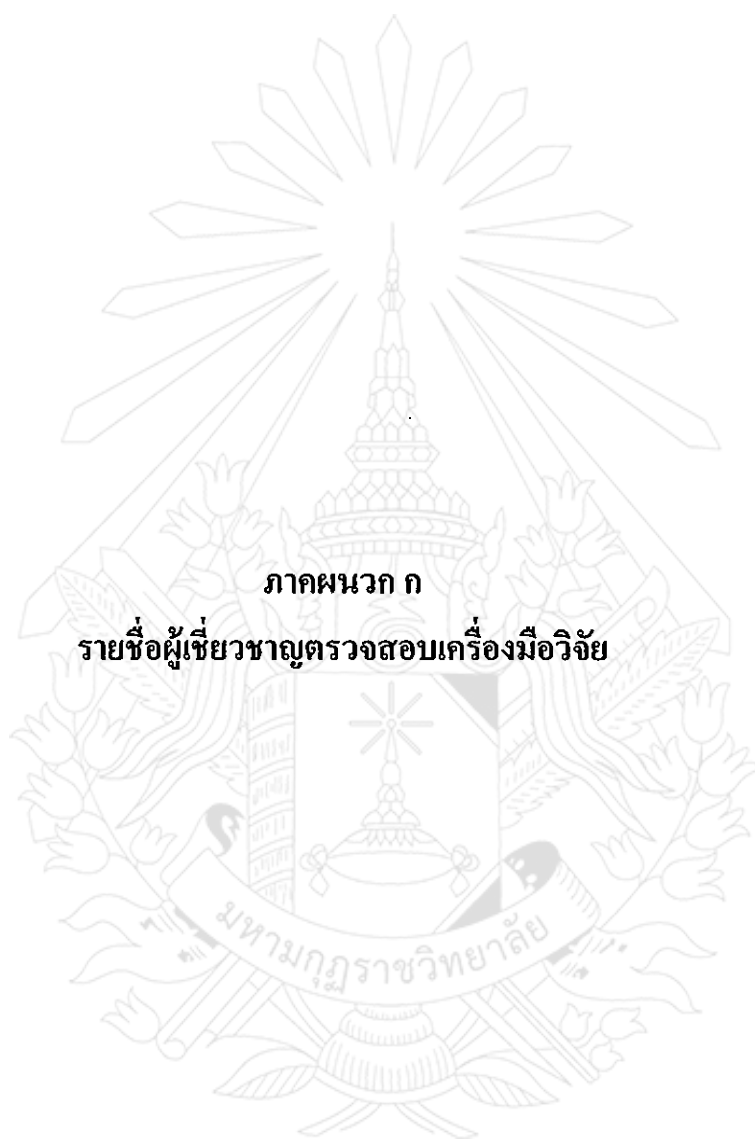 ภาคผนวก ก
รายชื่อผู้เชี่ยวชาญตรวจสอบเครื่องมือวิจัย
มหามกุฏราชวิทยาลัย